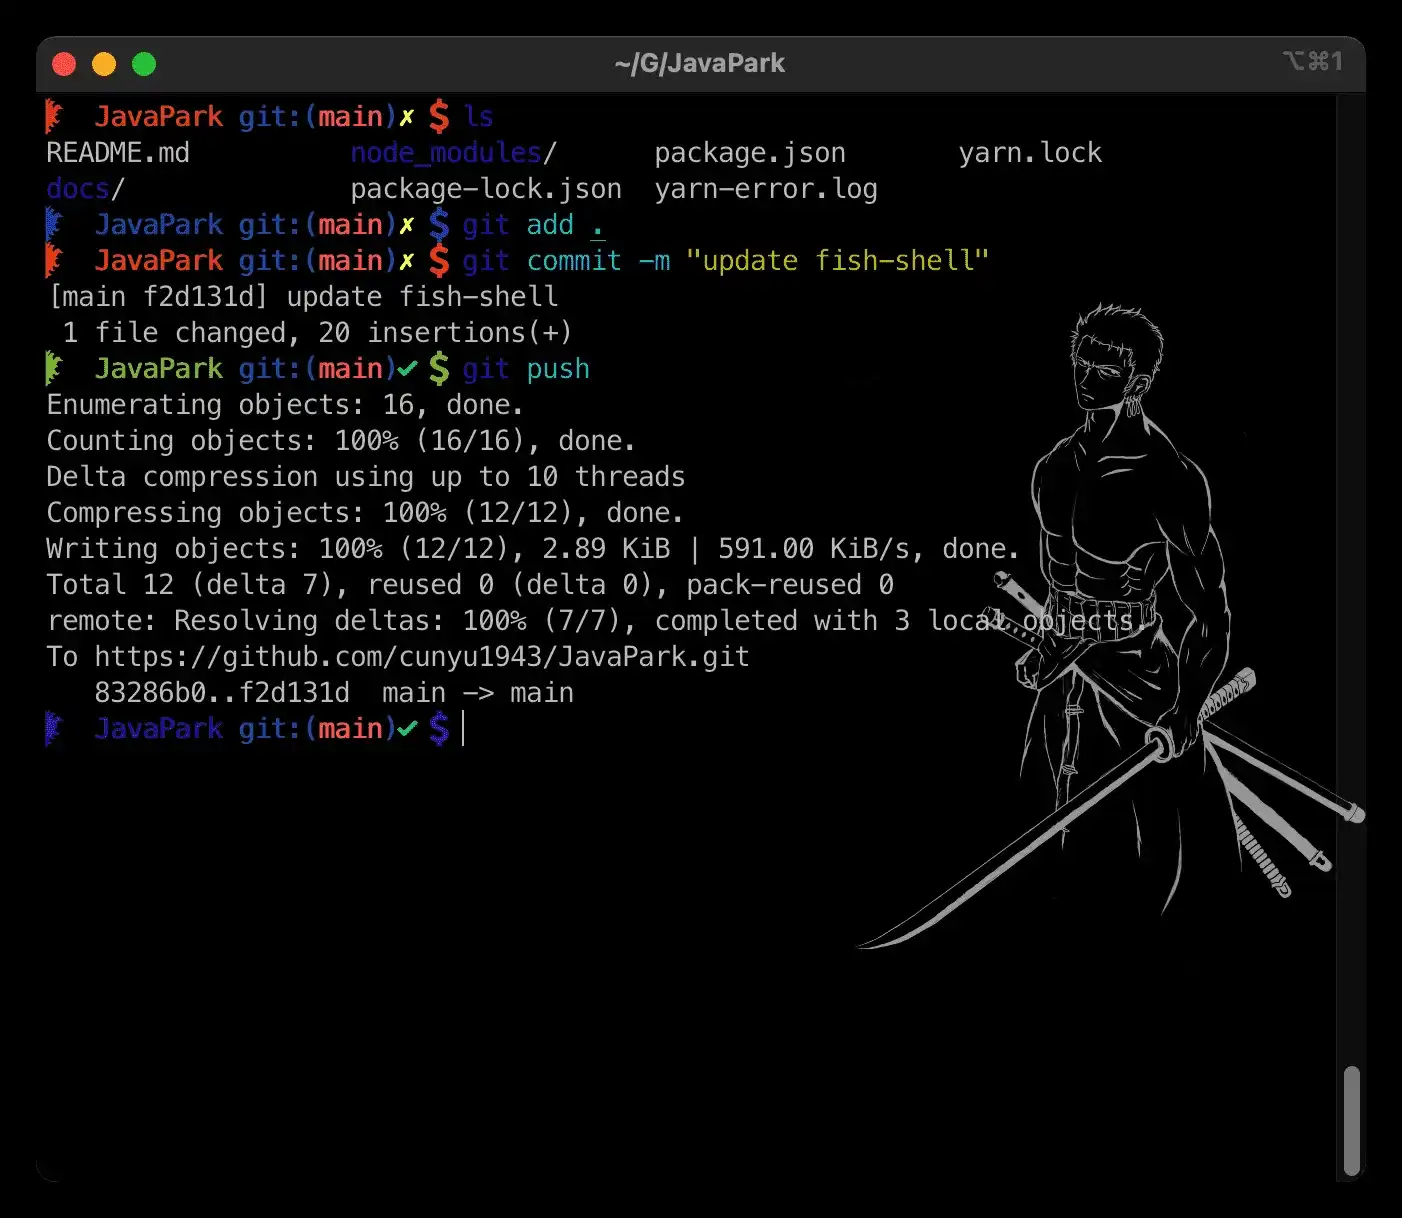 ~/G/JavaPark
⌥⌘1
JavaPark git:(main)✗ $ ls
README.md node_modules/ package.json yarn.lock
docs/ package-lock.json yarn-error.log
JavaPark git:(main)✗ $ git add .
JavaPark git:(main)✗ $ git commit -m "update fish-shell"
[main f2d131d] update fish-shell
1 file changed, 20 insertions(+)
JavaPark git:(main)✔ $ git push
Enumerating objects: 16, done.
Counting objects: 100% (16/16), done.
Delta compression using up to 10 threads
Compressing objects: 100% (12/12), done.
Writing objects: 100% (12/12), 2.89 KiB | 591.00 KiB/s, done.
Total 12 (delta 7), reused 0 (delta 0), pack-reused 0
remote: Resolving deltas: 100% (7/7), completed with 3 local objects.
To https://github.com/cunyu1943/JavaPark.git
83286b0..f2d131d main -> main
JavaPark git:(main)✔ $